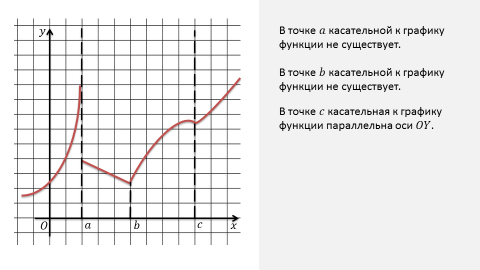 y
O
a
b
c
x
В точке a касательной к графику
функции не существует.
В точке b касательной к графику
функции не существует.
В точке c касательная к графику
функции параллельна оси OY.